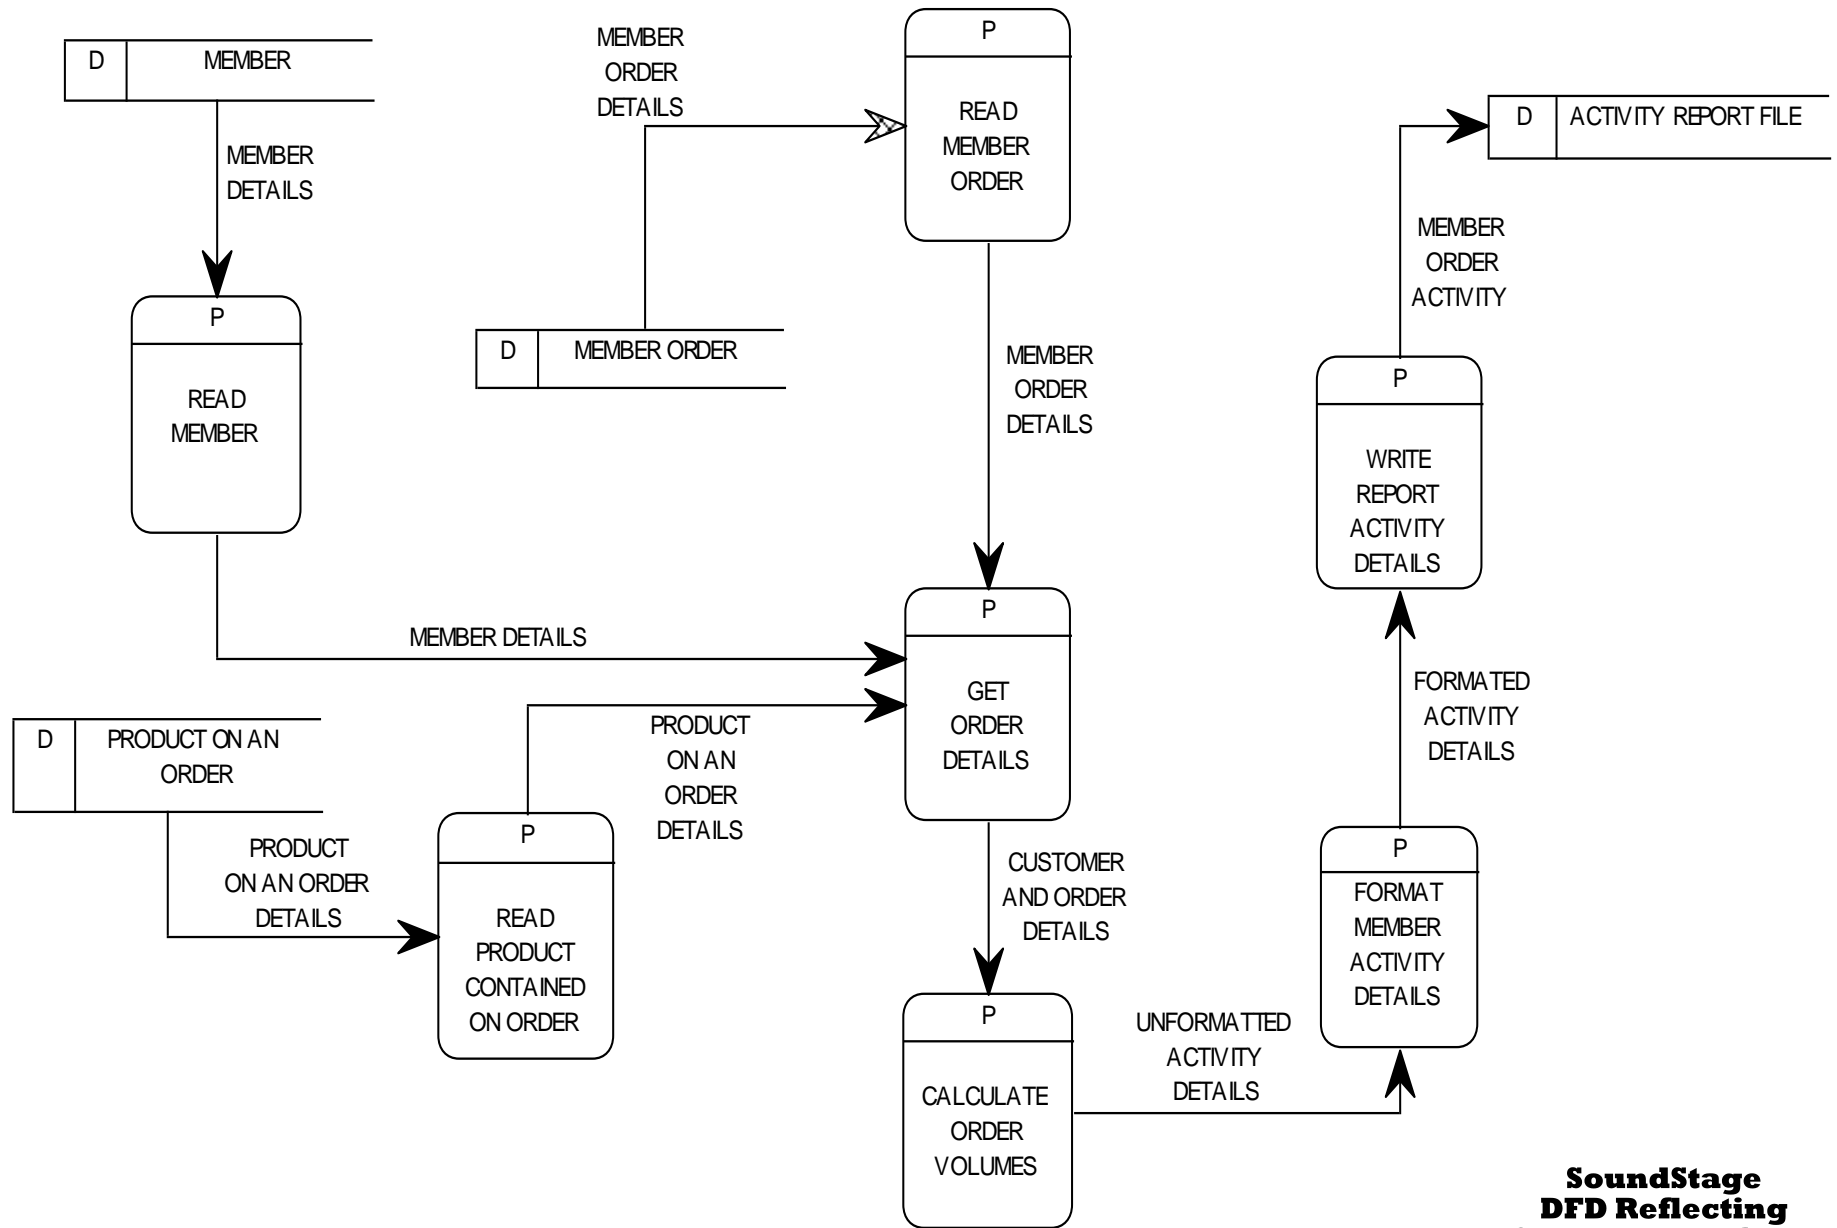 D
MEMBER
MEMBER
DETAILS
P
READ
MEMBER
MEMBER
ORDER
DETAILS
P
READ
MEMBER
ORDER
D
MEMBER ORDER
MEMBER
ORDER
DETAILS
D
ACTIVITY REPORT FILE
MEMBER
ORDER
ACTIVITY
P
WRITE
REPORT
ACTIVITY
DETAILS
MEMBER DETAILS
P
GET
ORDER
DETAILS
D
PRODUCT ON AN
ORDER
PRODUCT
ON AN ORDER
DETAILS
P
READ
PRODUCT
CONTAINED
ON ORDER
PRODUCT
ON AN
ORDER
DETAILS
CUSTOMER
AND ORDER
DETAILS
P
CALCULATE
ORDER
VOLUMES
UNFORMATTED
ACTIVITY
DETAILS
P
FORMAT
MEMBER
ACTIVITY
DETAILS
FORMATED
ACTIVITY
DETAILS
SoundStage
DFD Reflecting